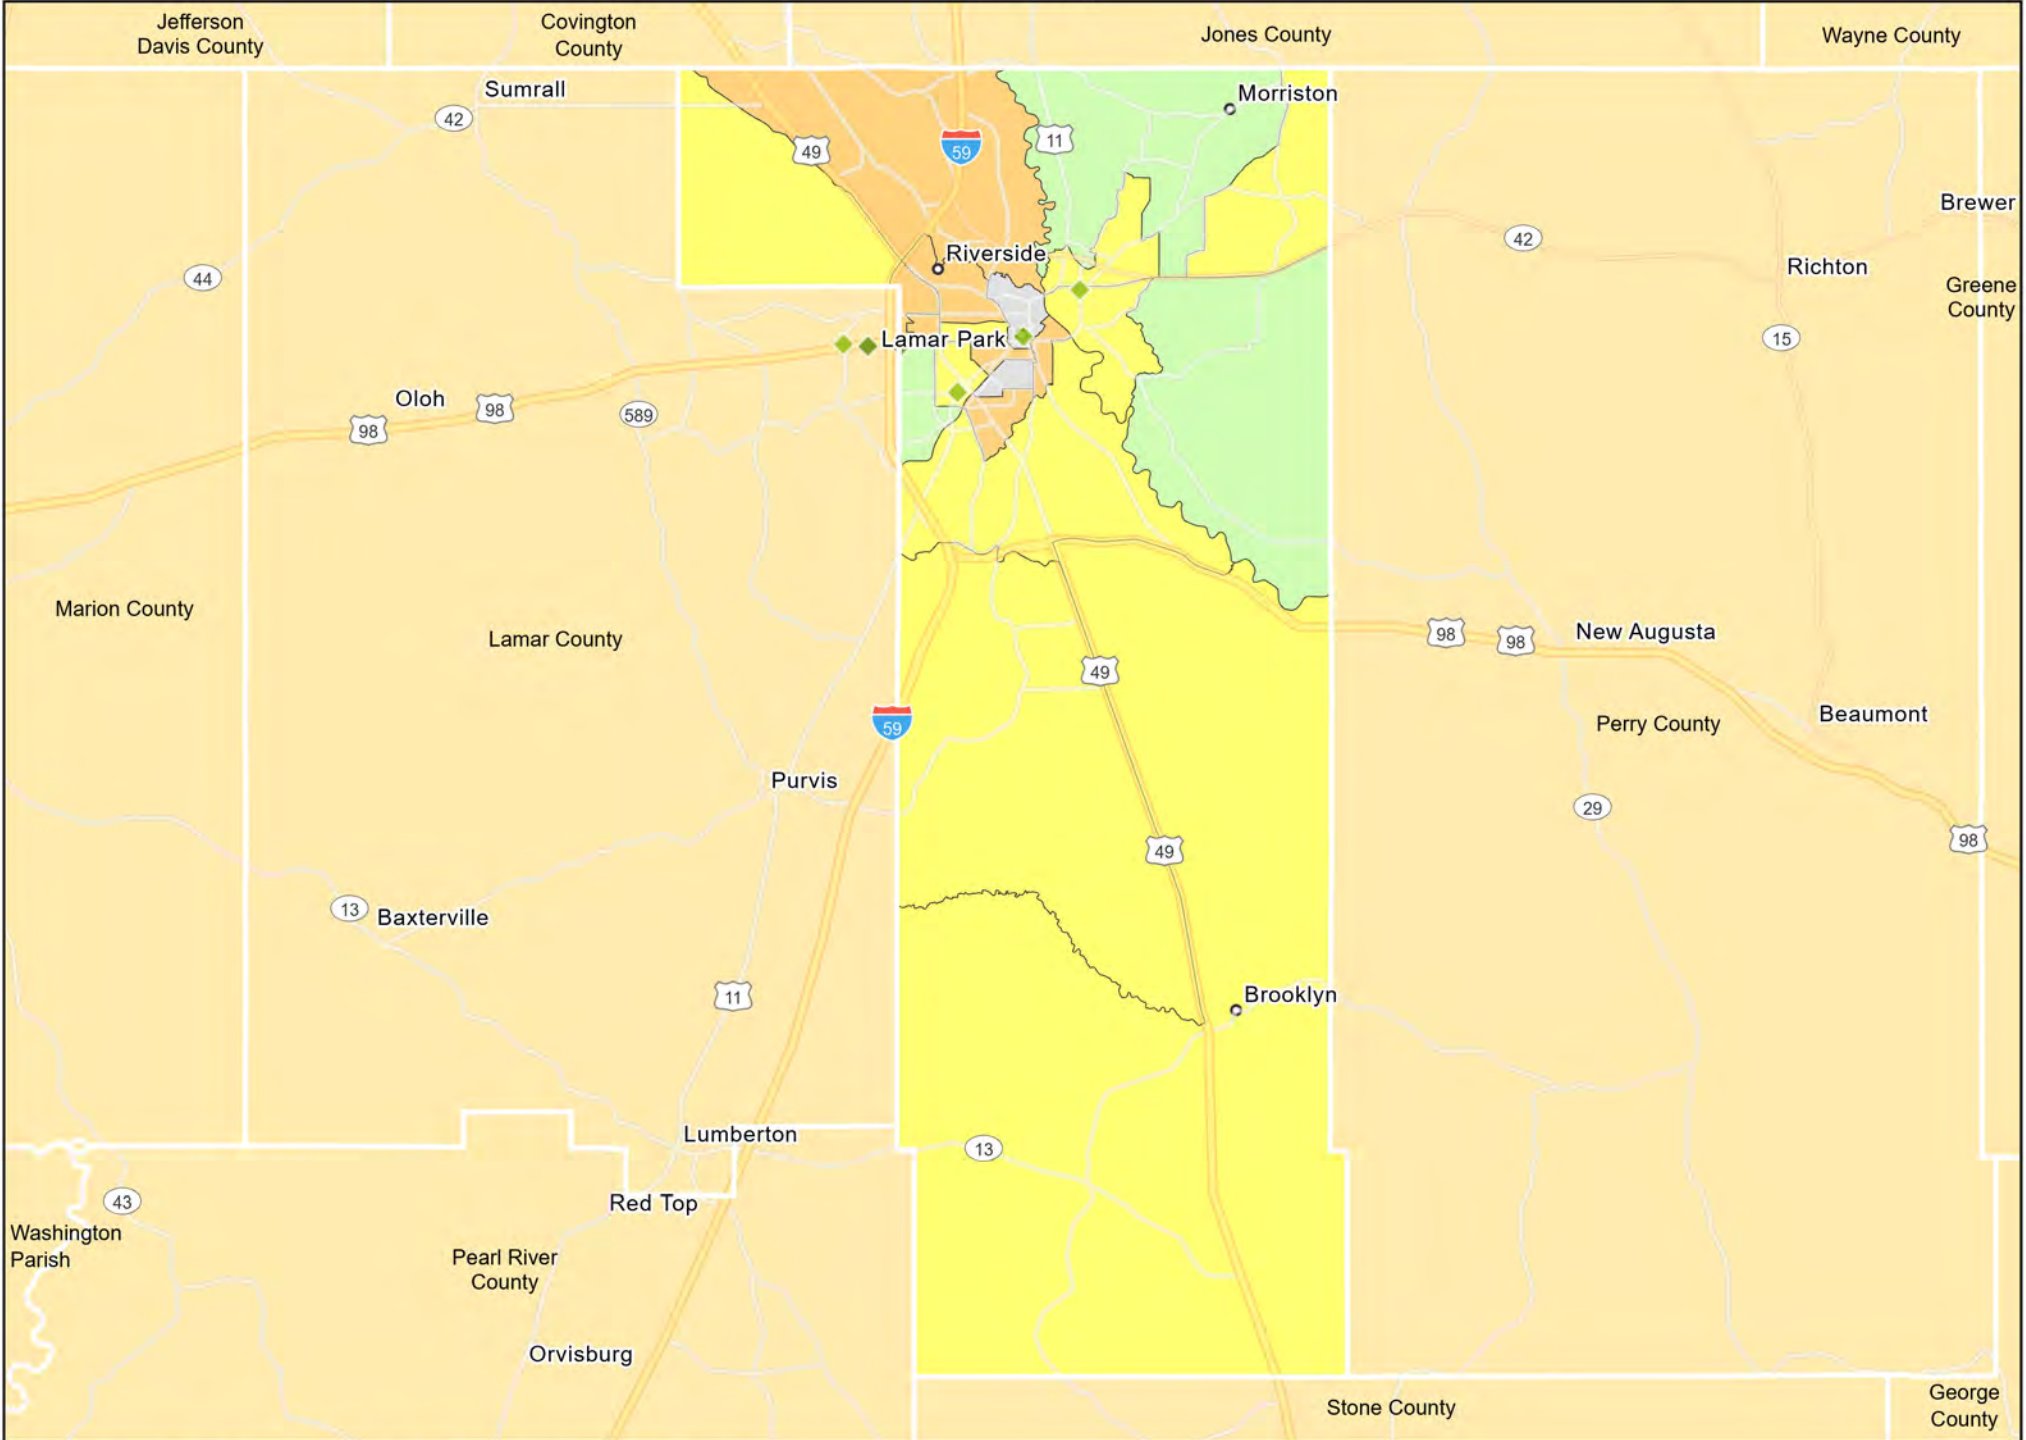 Jefferson
Davis County
Covington
County
Jones County
Wayne County
Sumrall
42
49
59
11
Morriston
Brewer
44
Riverside
42
Richton
Greene
County
Lamar Park
15
Oloh
98
98
589
Marion County
Lamar County
98
98
New Augusta
49
59
Perry County
Beaumont
Purvis
29
49
98
13
Baxterville
11
Brooklyn
Lumberton
13
43
Red Top
Washington
Parish
Pearl River
County
Orvisburg
Stone County
George
County